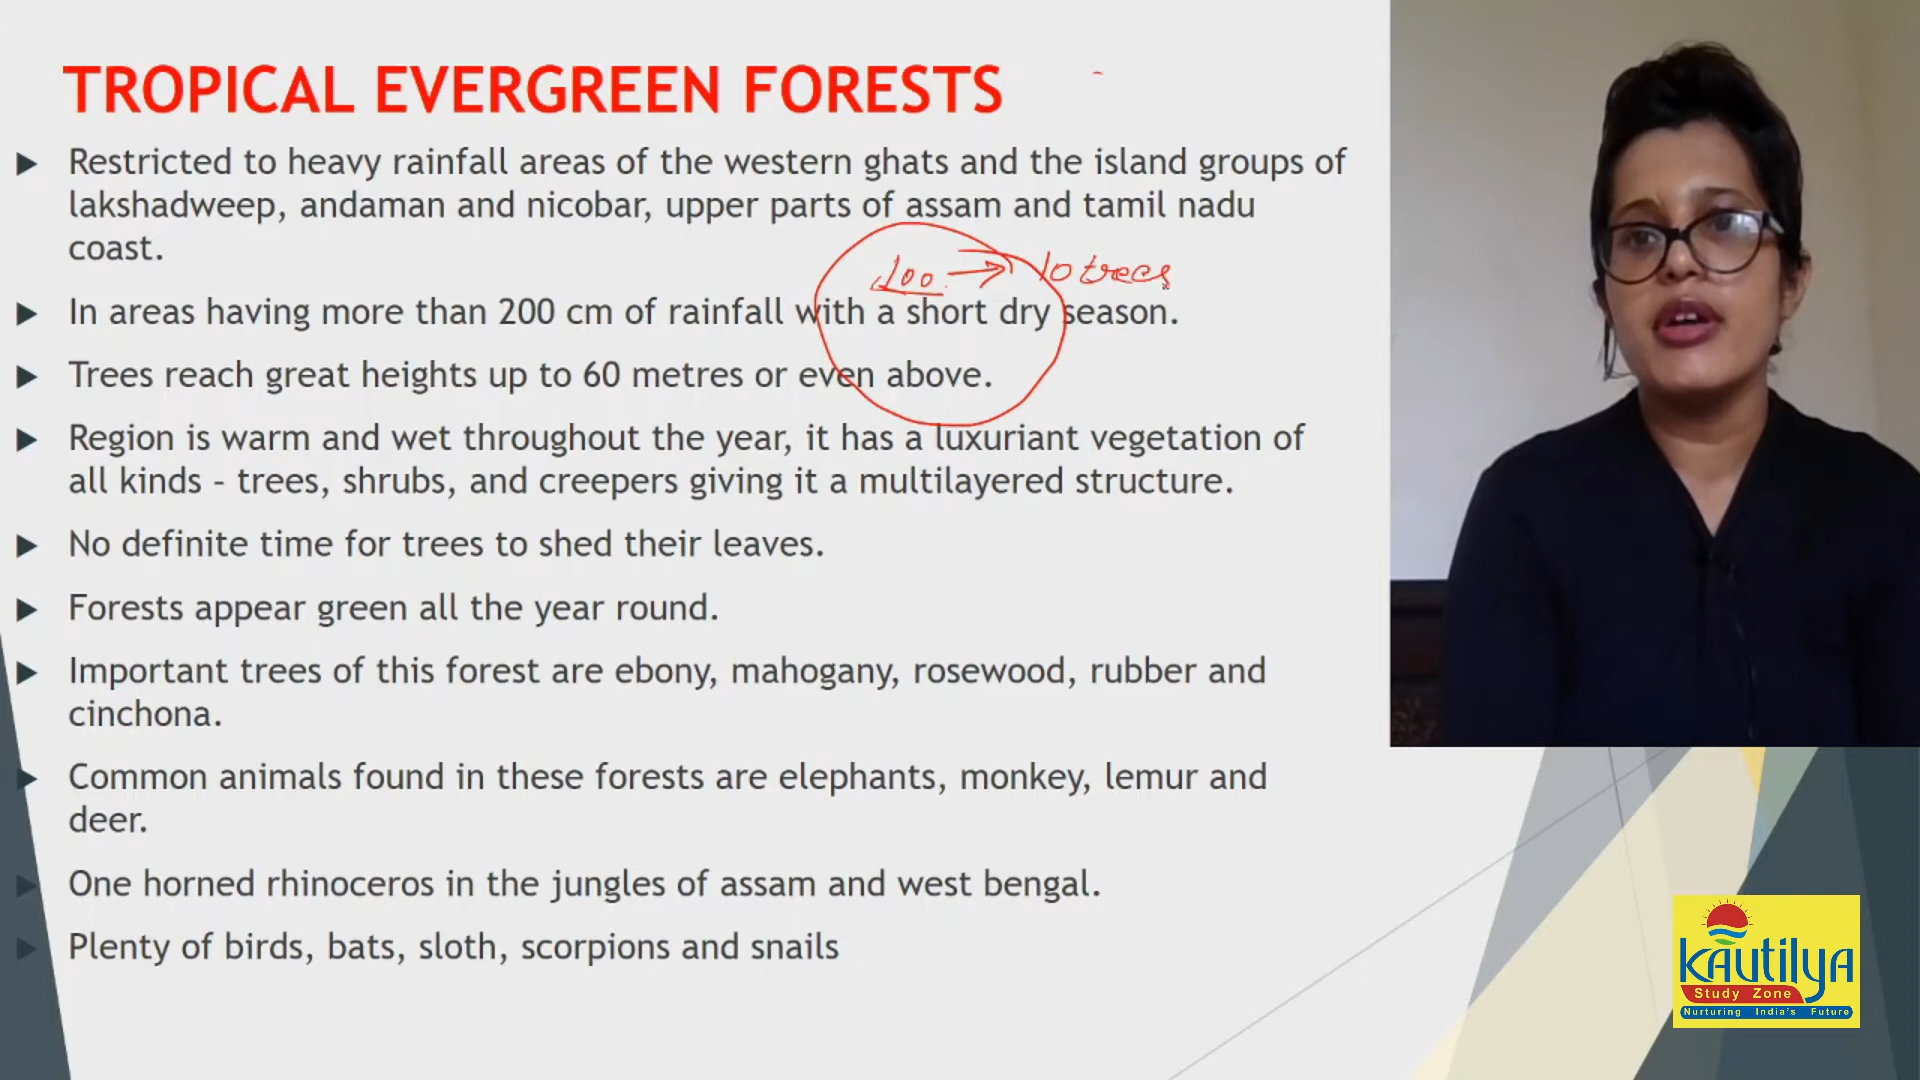 TROPICAL EVERGREEN FORESTS
Restricted to heavy rainfall areas of the western ghats and the island groups of
lakshadweep, andaman and nicobar, upper parts of assam and tamil nadu
coast.
100 → 10 trees
In areas having more than 200 cm of rainfall with a short dry season.
Trees reach great heights up to 60 metres or even above.
Region is warm and wet throughout the year, it has a luxuriant vegetation of
all kinds – trees, shrubs, and creepers giving it a multilayered structure.
No definite time for trees to shed their leaves.
Forests appear green all the year round.
Important trees of this forest are ebony, mahogany, rosewood, rubber and
cinchona.
Common animals found in these forests are elephants, monkey, lemur and
deer.
One horned rhinoceros in the jungles of assam and west bengal.
Plenty of birds, bats, sloth, scorpions and snails
kautilya
Study Zone
Nurturing India's Future